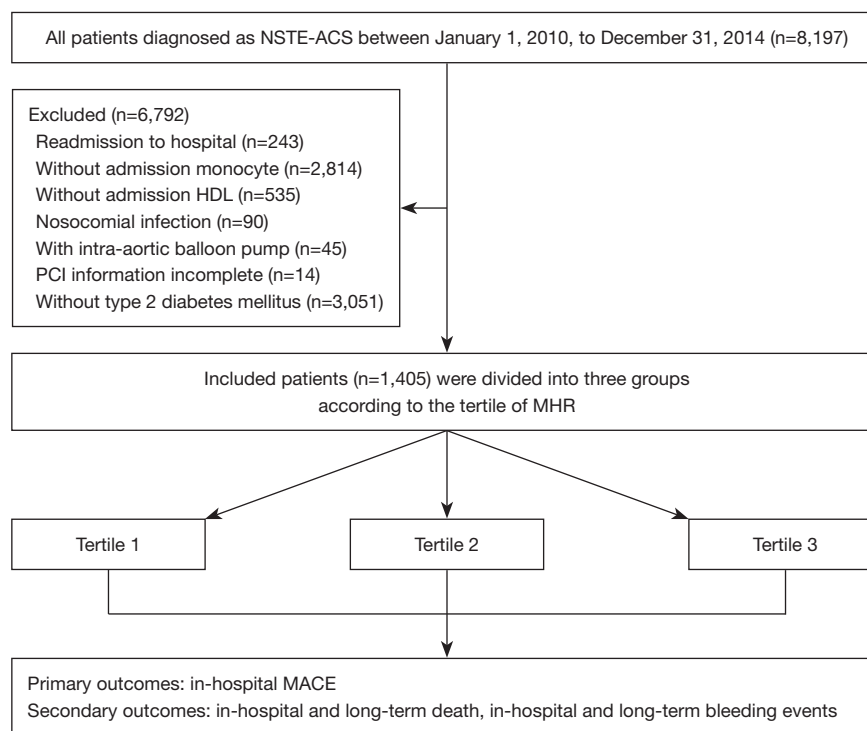 All patients diagnosed as NSTE-ACS between January 1, 2010, to December 31, 2014 (n=8,197)
Excluded (n=6,792)
Readmission to hospital (n=243)
Without admission monocyte (n=2,814)
Without admission HDL (n=535)
Nosocomial infection (n=90)
With intra-aortic balloon pump (n=45)
PCI information incomplete (n=14)
Without type 2 diabetes mellitus (n=3,051)
Included patients (n=1,405) were divided into three groups
according to the tertile of MHR
Tertile 1
Tertile 2
Tertile 3
Primary outcomes: in-hospital MACE
Secondary outcomes: in-hospital and long-term death, in-hospital and long-term bleeding events